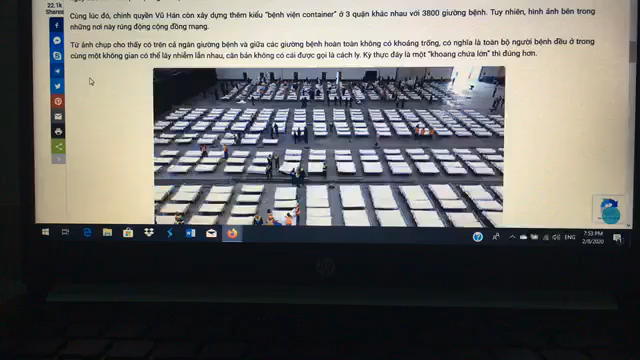 22.1k
Shares
Cùng lúc đó, chính quyền Vũ Hán còn xây dựng thêm kiểu "bệnh viện container" ở 3 quận khác nhau với 3800 giường bệnh. Tuy nhiên, hình ảnh bên trong
những nơi này rúng động cộng đồng mạng.
Từ ảnh chụp cho thấy có trên cả ngàn giường bệnh và giữa các giường bệnh hoàn toàn không có khoảng trống, có nghĩa là toàn bộ người bệnh đều ở trong
cùng một không gian có thể lây nhiễm lẫn nhau, căn bản không có cái được gọi là cách ly. Kỳ thực đây là một "khoang chứa lớn" thì đúng hơn.
ENG
7:53 PM
2/8/2020
hp